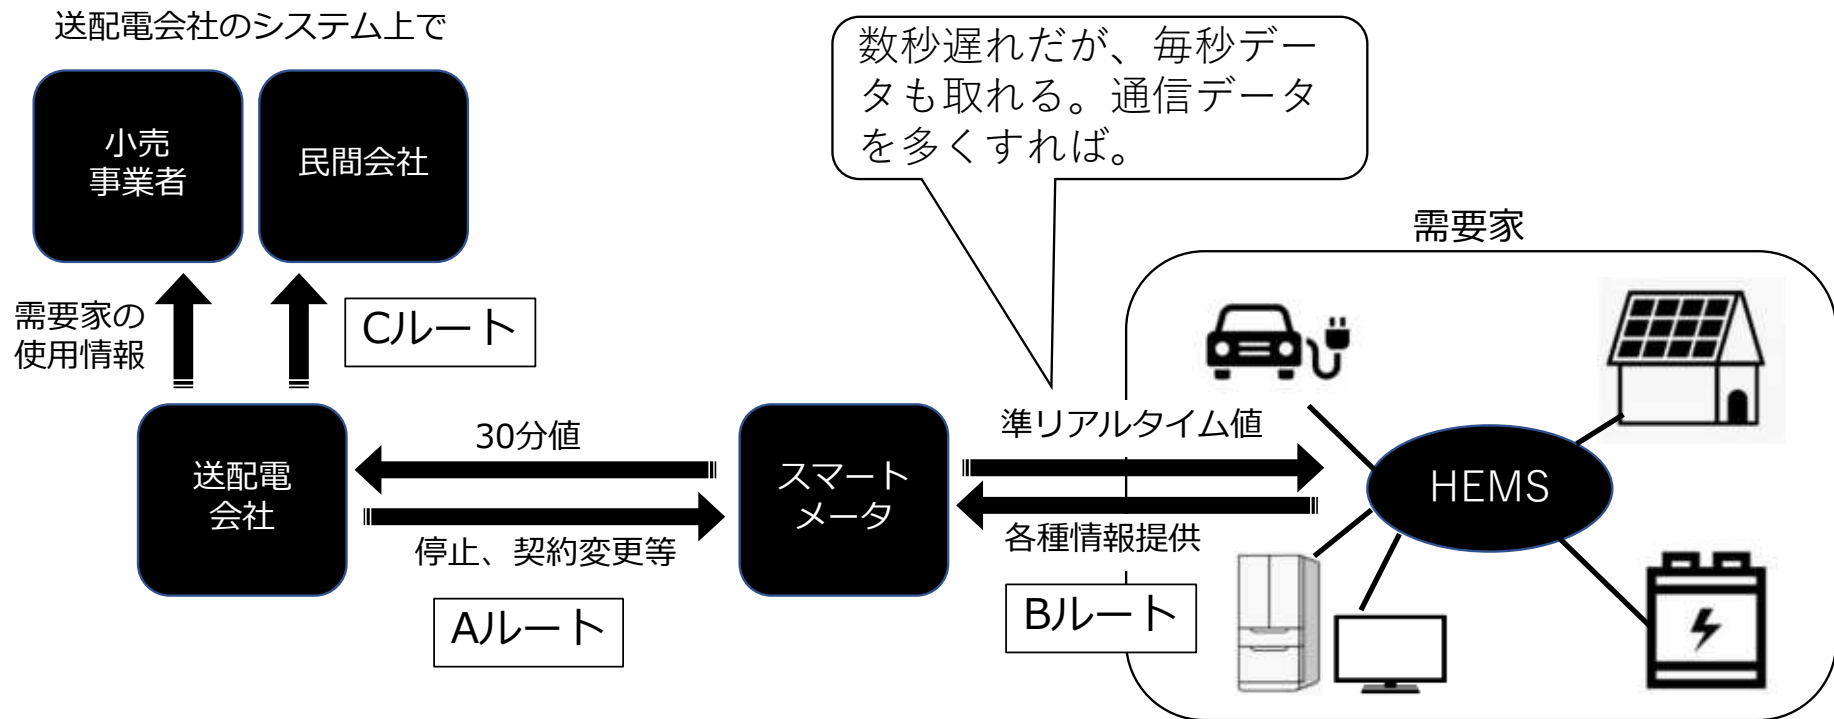 送配電会社のシステム上で
小売
事業者
民間会社
数秒遅れだが、毎秒デー
タも取れる。通信データ
を多くすれば。
需要家
需要家の
使用情報
Cルート
送配電
会社
30分値
停止、契約変更等
Aルート
スマート
メータ
準リアルタイム値
各種情報提供
Bルート
HEMS